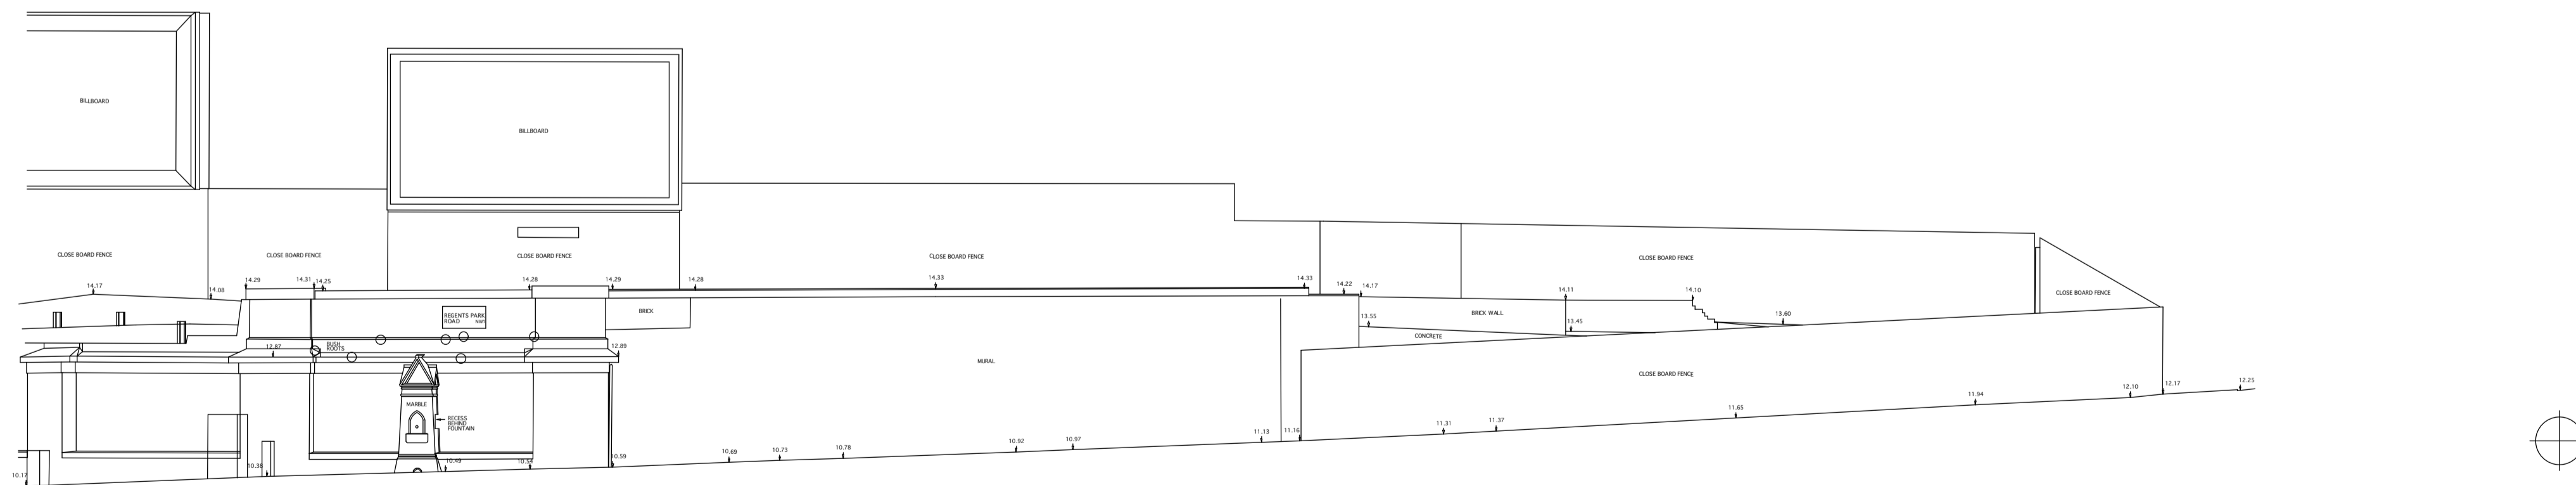 BILLBOARD
BILLBOARD
CLOSE BOARD FENCE
CLOSE BOARD FENCE
CLOSE BOARD FENCE
CLOSE BOARD FENCE
CLOSE BOARD FENCE
CLOSE BOARD FENCE
14.17
14.08
14.29
14.31
14.25
14.28
14.29
14.28
14.33
14.33
14.22
14.17
14.11
14.10
REGENTS PARK
ROAD NW1
BRICK
13.55
13.45
BRICK WALL
13.60
CONCRETE
12.87
BUSH
ROOTS
12.89
MURAL
CLOSE BOARD FENCE
MARBLE
RECESS
BEHIND
FOUNTAIN
10.17
10.38
10.49
10.54
10.59
10.69
10.73
10.78
10.92
10.97
11.13
11.16
11.31
11.37
11.65
11.94
12.10
12.17
12.25